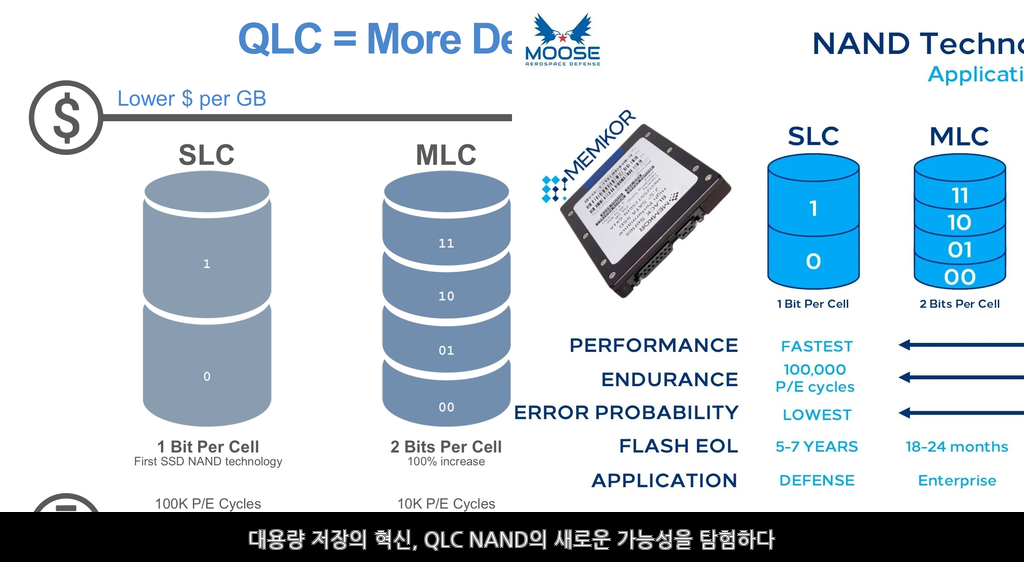 QLC = More De
Lower $ per GB
$
SLC
MLC
1
0
11
10
01
00
1 Bit Per Cell
First SSD NAND technology
2 Bits Per Cell
100% increase
100K P/E Cycles
10K P/E Cycles
MOOSE
AEROSPACE DEFENSE
NAND Techno
Applicati
MEMKOR
MEMKOR
SLC
MLC
1
0
11
10
01
00
1 Bit Per Cell
2 Bits Per Cell
PERFORMANCE
FASTEST
ENDURANCE
100,000
P/E cycles
ERROR PROBABILITY
LOWEST
FLASH EOL
5-7 YEARS
18-24 months
APPLICATION
DEFENSE
Enterprise
대용량 저장의 혁신, QLC NAND의 새로운 가능성을 탐험하다